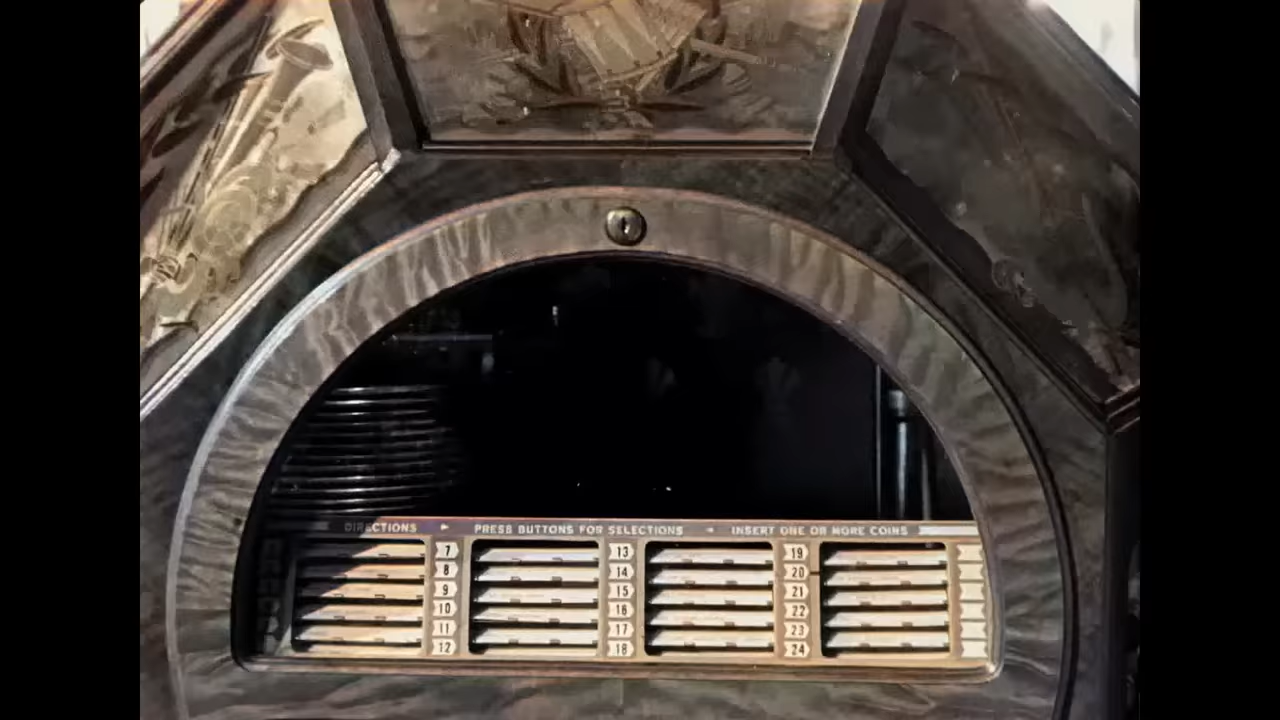 DIRECTIONS PRESS BUTTONS FOR SELECTIONS INSERT ONE OR MORE COINS
7 13 19
8 14 20
9 15 21
10 16 22
11 17 23
12 18 24